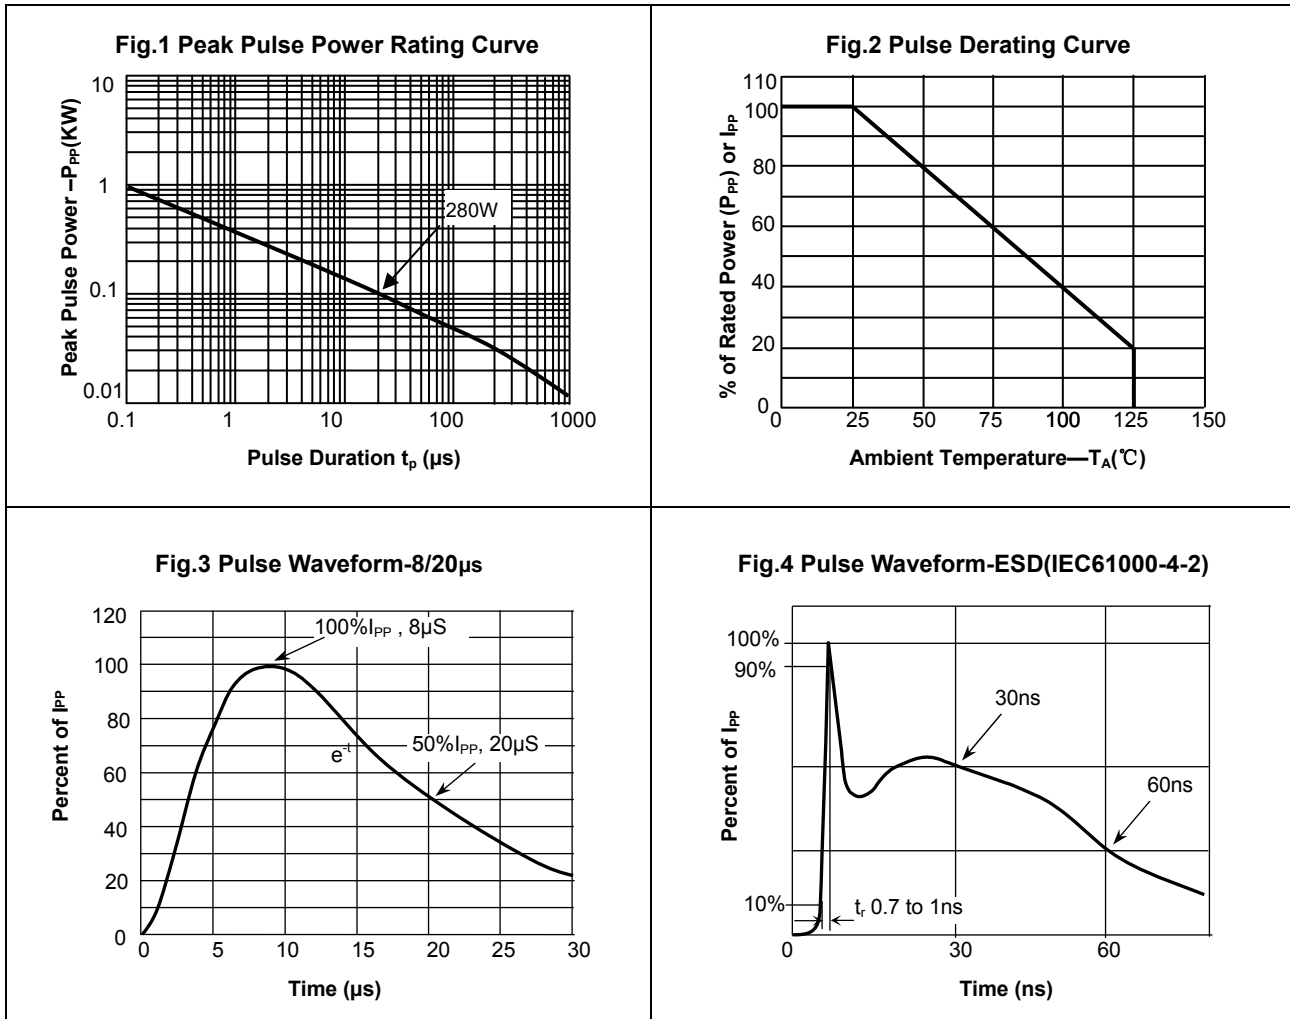 Fig.1 Peak Pulse Power Rating Curve
Peak Pulse Power –PPP(KW)
10
1
0.1
0.01
280W
0.1 1 10 100 1000
Pulse Duration tp (µs)
Fig.2 Pulse Derating Curve
% of Rated Power (PPP) or IPP
110
100
80
60
40
20
0
0 25 50 75 100 125 150
Ambient Temperature—TA(℃)
Fig.3 Pulse Waveform-8/20µs
Percent of IPP
120
100
80
60
40
20
0
100%IPP , 8µS
e-t
50%IPP, 20µS
0 5 10 15 20 25 30
Time (µs)
Fig.4 Pulse Waveform-ESD(IEC61000-4-2)
Percent of IPP
100%
90%
10%
30ns
60ns
tr 0.7 to 1ns
0 30 60
Time (ns)